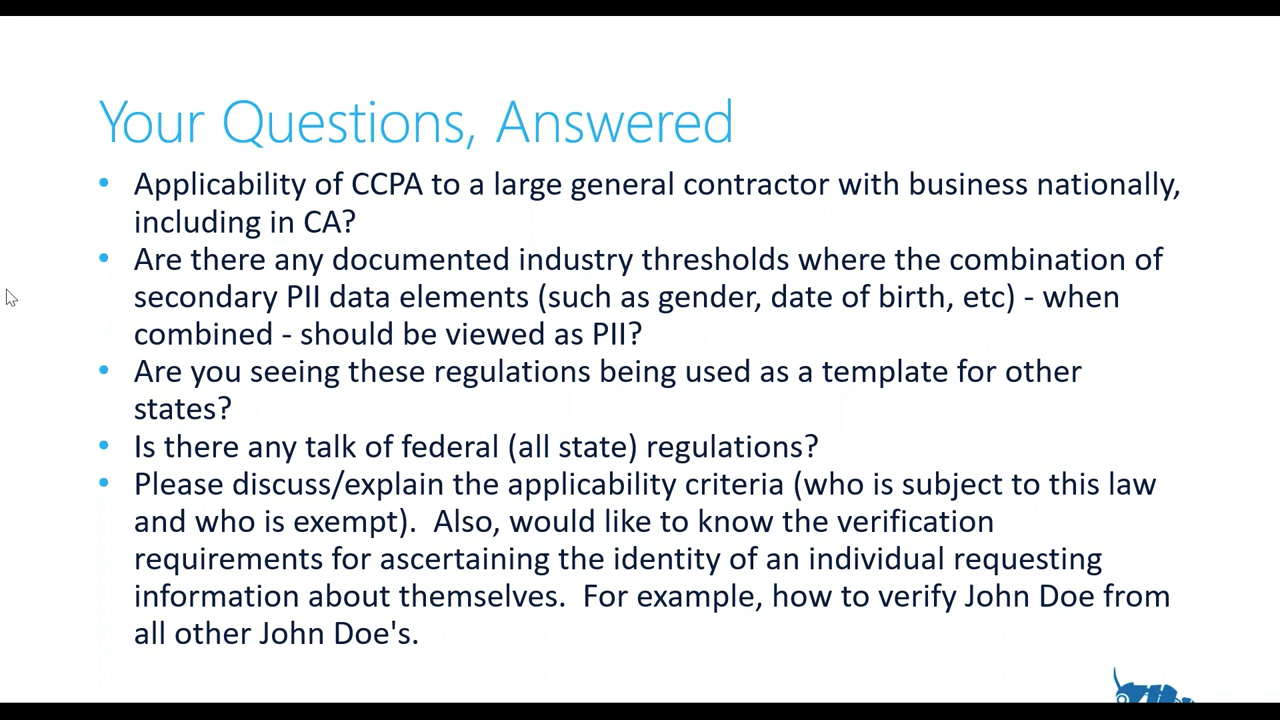 Your Questions, Answered
• Applicability of CCPA to a large general contractor with business nationally,
including in CA?
• Are there any documented industry thresholds where the combination of
secondary PII data elements (such as gender, date of birth, etc) - when
combined - should be viewed as PII?
• Are you seeing these regulations being used as a template for other
states?
• Is there any talk of federal (all state) regulations?
• Please discuss/explain the applicability criteria (who is subject to this law
and who is exempt).  Also, would like to know the verification
requirements for ascertaining the identity of an individual requesting
information about themselves.  For example, how to verify John Doe from
all other John Doe's.